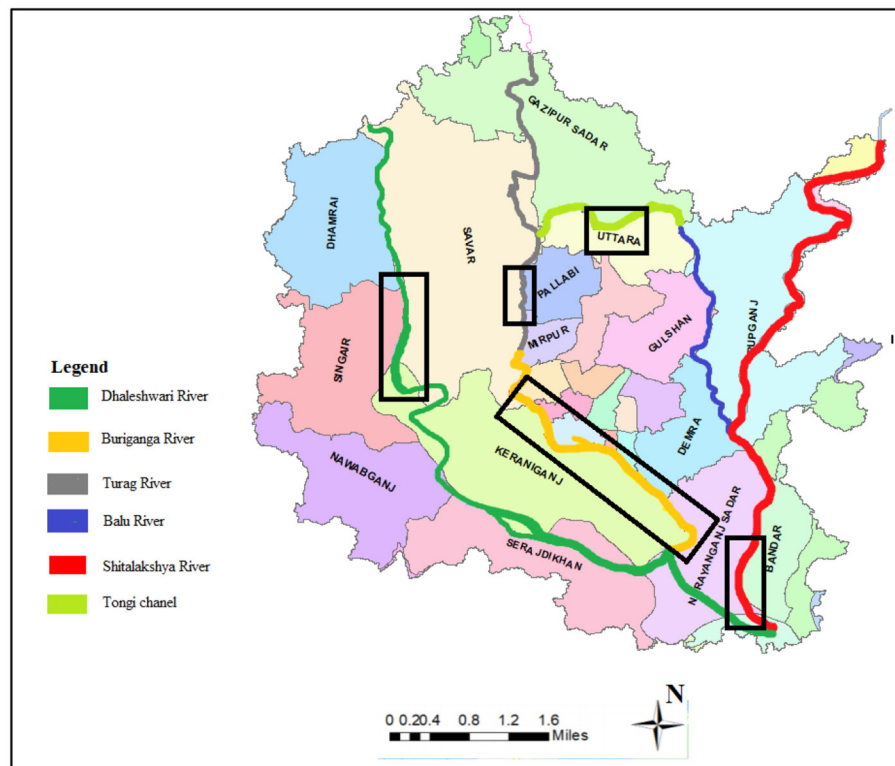 GAZIPUR SADAR
DHAMRAI
SAVAR
UTTARA
PALLABI
MIRPUR
GULSHAN
UPGANJ
SINGAIR
DEMRA
KERANIGANJ
NAWABGANJ
SERAJDIKHAN
NARAYANGANJ SADAR
BANDAR
I
Legend
Dhaleshwari River
Buriganga River
Turag River
Balu River
Shitalakshya River
Tongi chanel
N
0 0.20.4 0.8 1.2 1.6
Miles